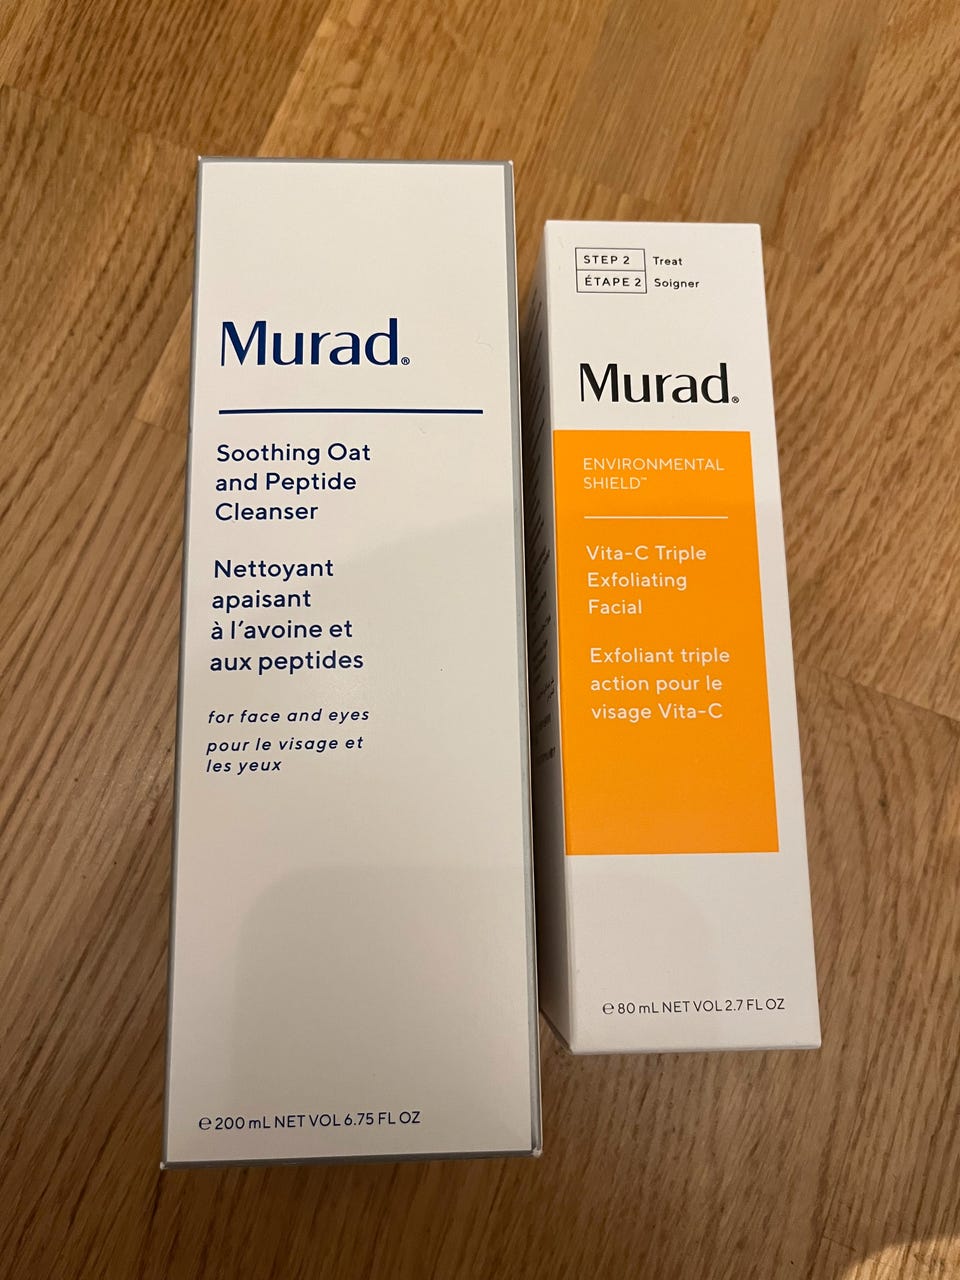 Murad®
Soothing Oat
and Peptide
Cleanser
Nettoyant
apaisant
à l'avoine et
aux peptides
for face and eyes
pour le visage et
les yeux
℮ 200 mL NET VOL 6.75 FL OZ
STEP 2 Treat
ÉTAPE 2 Soigner
Murad®
ENVIRONMENTAL
SHIELD™
Vita-C Triple
Exfoliating
Facial
Exfoliant triple
action pour le
visage Vita-C
℮ 80 mL NET VOL 2.7 FL OZ